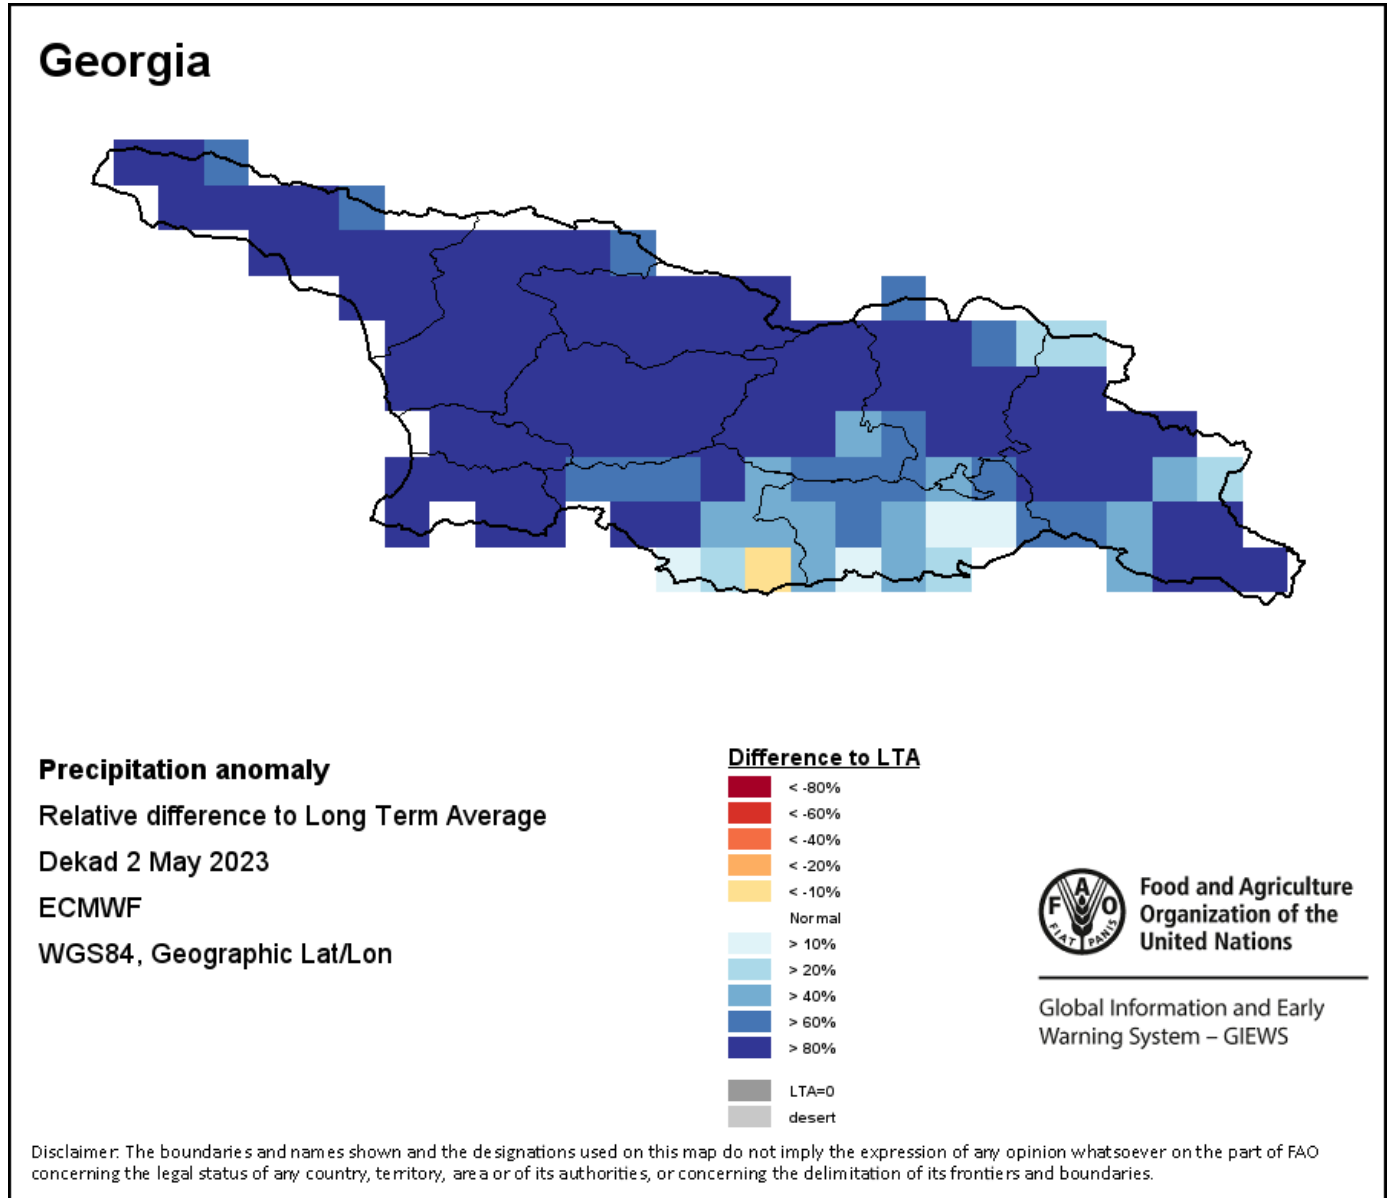 Georgia
Precipitation anomaly
Relative difference to Long Term Average
Dekad 2 May 2023
ECMWF
WGS84, Geographic Lat/Lon
Difference to LTA
< -80%
< -60%
< -40%
< -20%
< -10%
Normal
> 10%
> 20%
> 40%
> 60%
> 80%
LTA=0
desert
F A O
FIAT PANIS
Food and Agriculture
Organization of the
United Nations
Global Information and Early
Warning System – GIEWS
Disclaimer: The boundaries and names shown and the designations used on this map do not imply the expression of any opinion whatsoever on the part of FAO
concerning the legal status of any country, territory, area or of its authorities, or concerning the delimitation of its frontiers and boundaries.